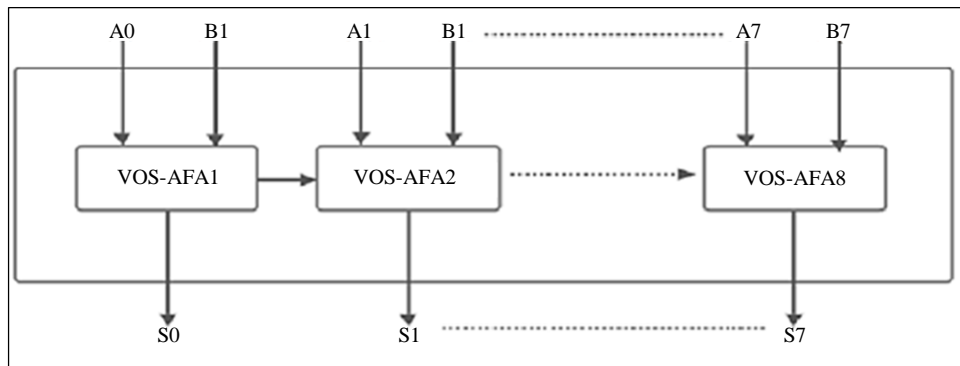 A0 B1 A1 B1 A7 B7
VOS-AFA1 VOS-AFA2 VOS-AFA8
S0 S1 S7